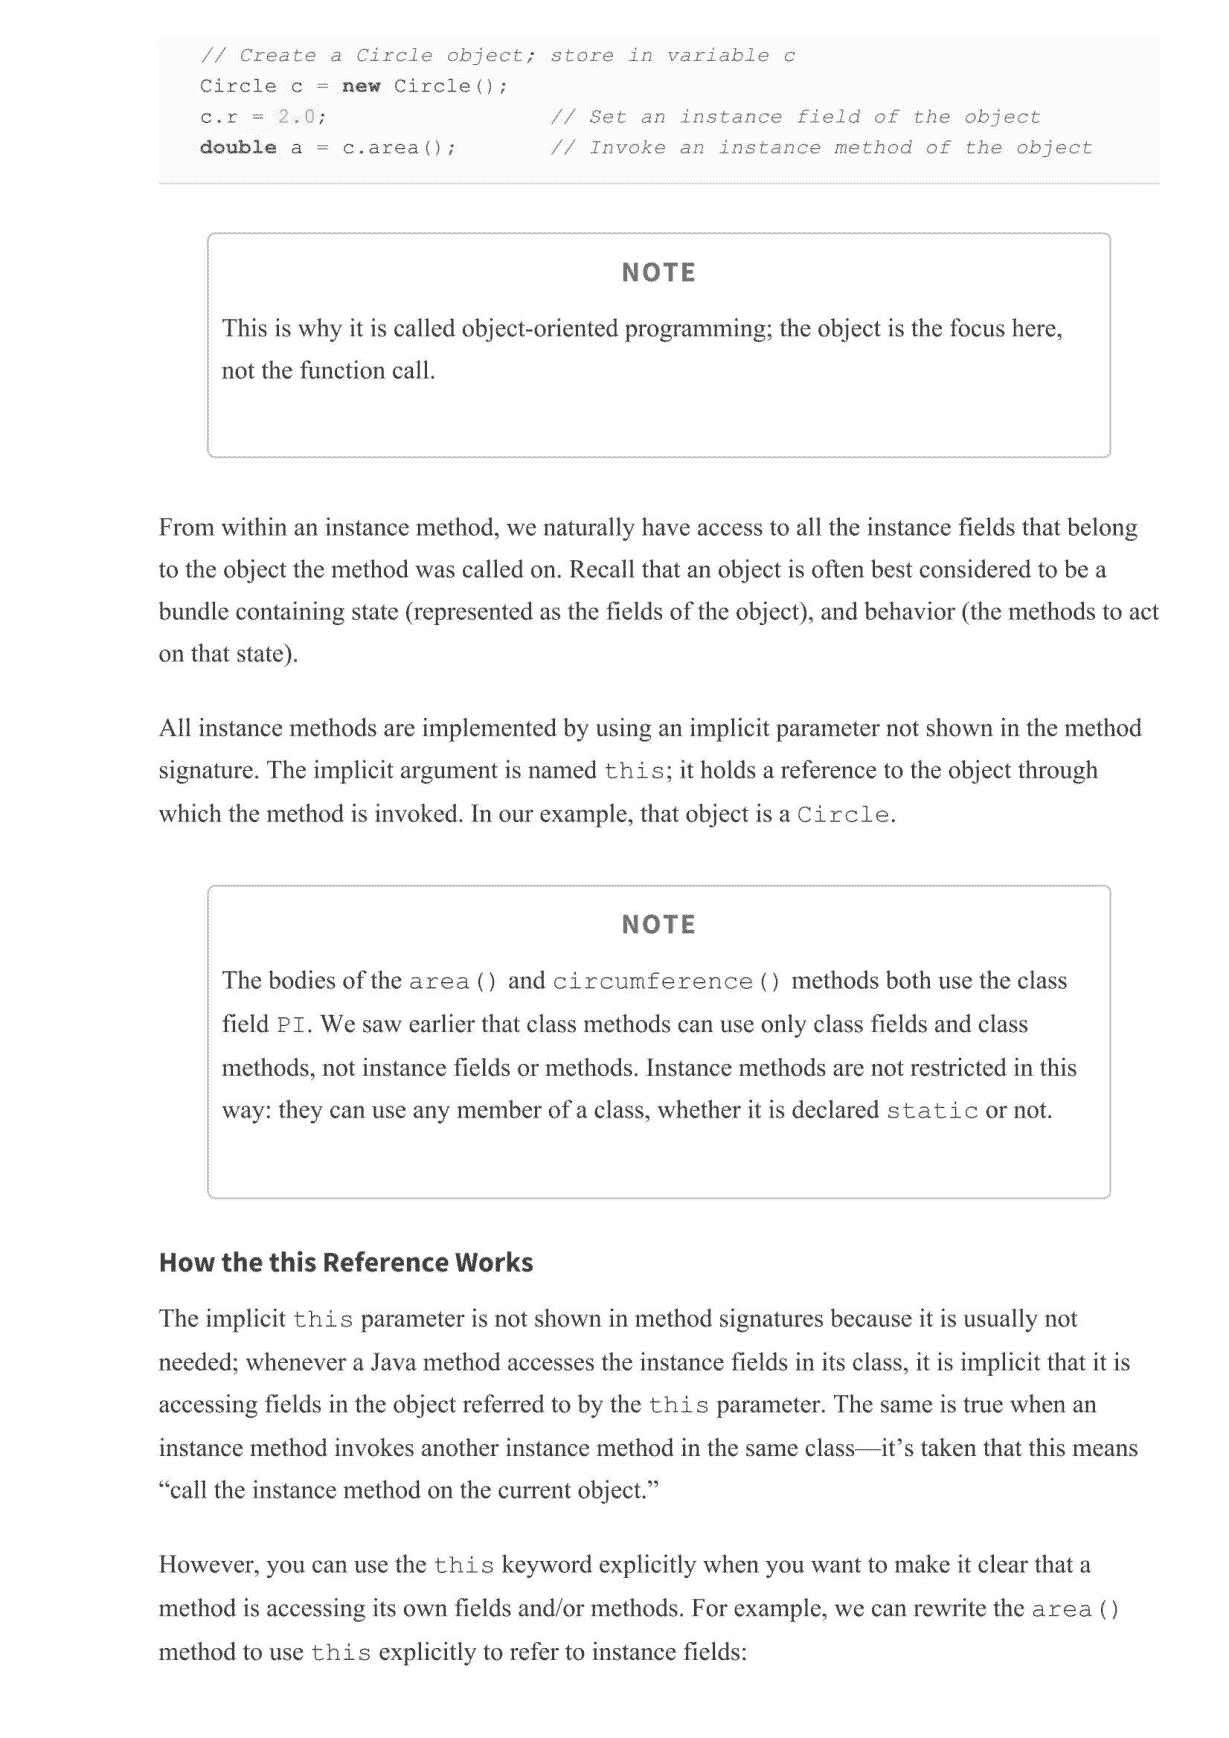 // Create a Circle object; store in variable c
Circle c = new Circle();
c.r = 2.0;                 // Set an instance field of the object
double a = c.area();       // Invoke an instance method of the object
NOTE
This is why it is called object-oriented programming; the object is the focus here,
not the function call.
From within an instance method, we naturally have access to all the instance fields that belong
to the object the method was called on. Recall that an object is often best considered to be a
bundle containing state (represented as the fields of the object), and behavior (the methods to act
on that state).
All instance methods are implemented by using an implicit parameter not shown in the method
signature. The implicit argument is named this; it holds a reference to the object through
which the method is invoked. In our example, that object is a Circle.
NOTE
The bodies of the area() and circumference() methods both use the class
field PI. We saw earlier that class methods can use only class fields and class
methods, not instance fields or methods. Instance methods are not restricted in this
way: they can use any member of a class, whether it is declared static or not.
How the this Reference Works
The implicit this parameter is not shown in method signatures because it is usually not
needed; whenever a Java method accesses the instance fields in its class, it is implicit that it is
accessing fields in the object referred to by the this parameter. The same is true when an
instance method invokes another instance method in the same class—it’s taken that this means
“call the instance method on the current object.”
However, you can use the this keyword explicitly when you want to make it clear that a
method is accessing its own fields and/or methods. For example, we can rewrite the area()
method to use this explicitly to refer to instance fields: